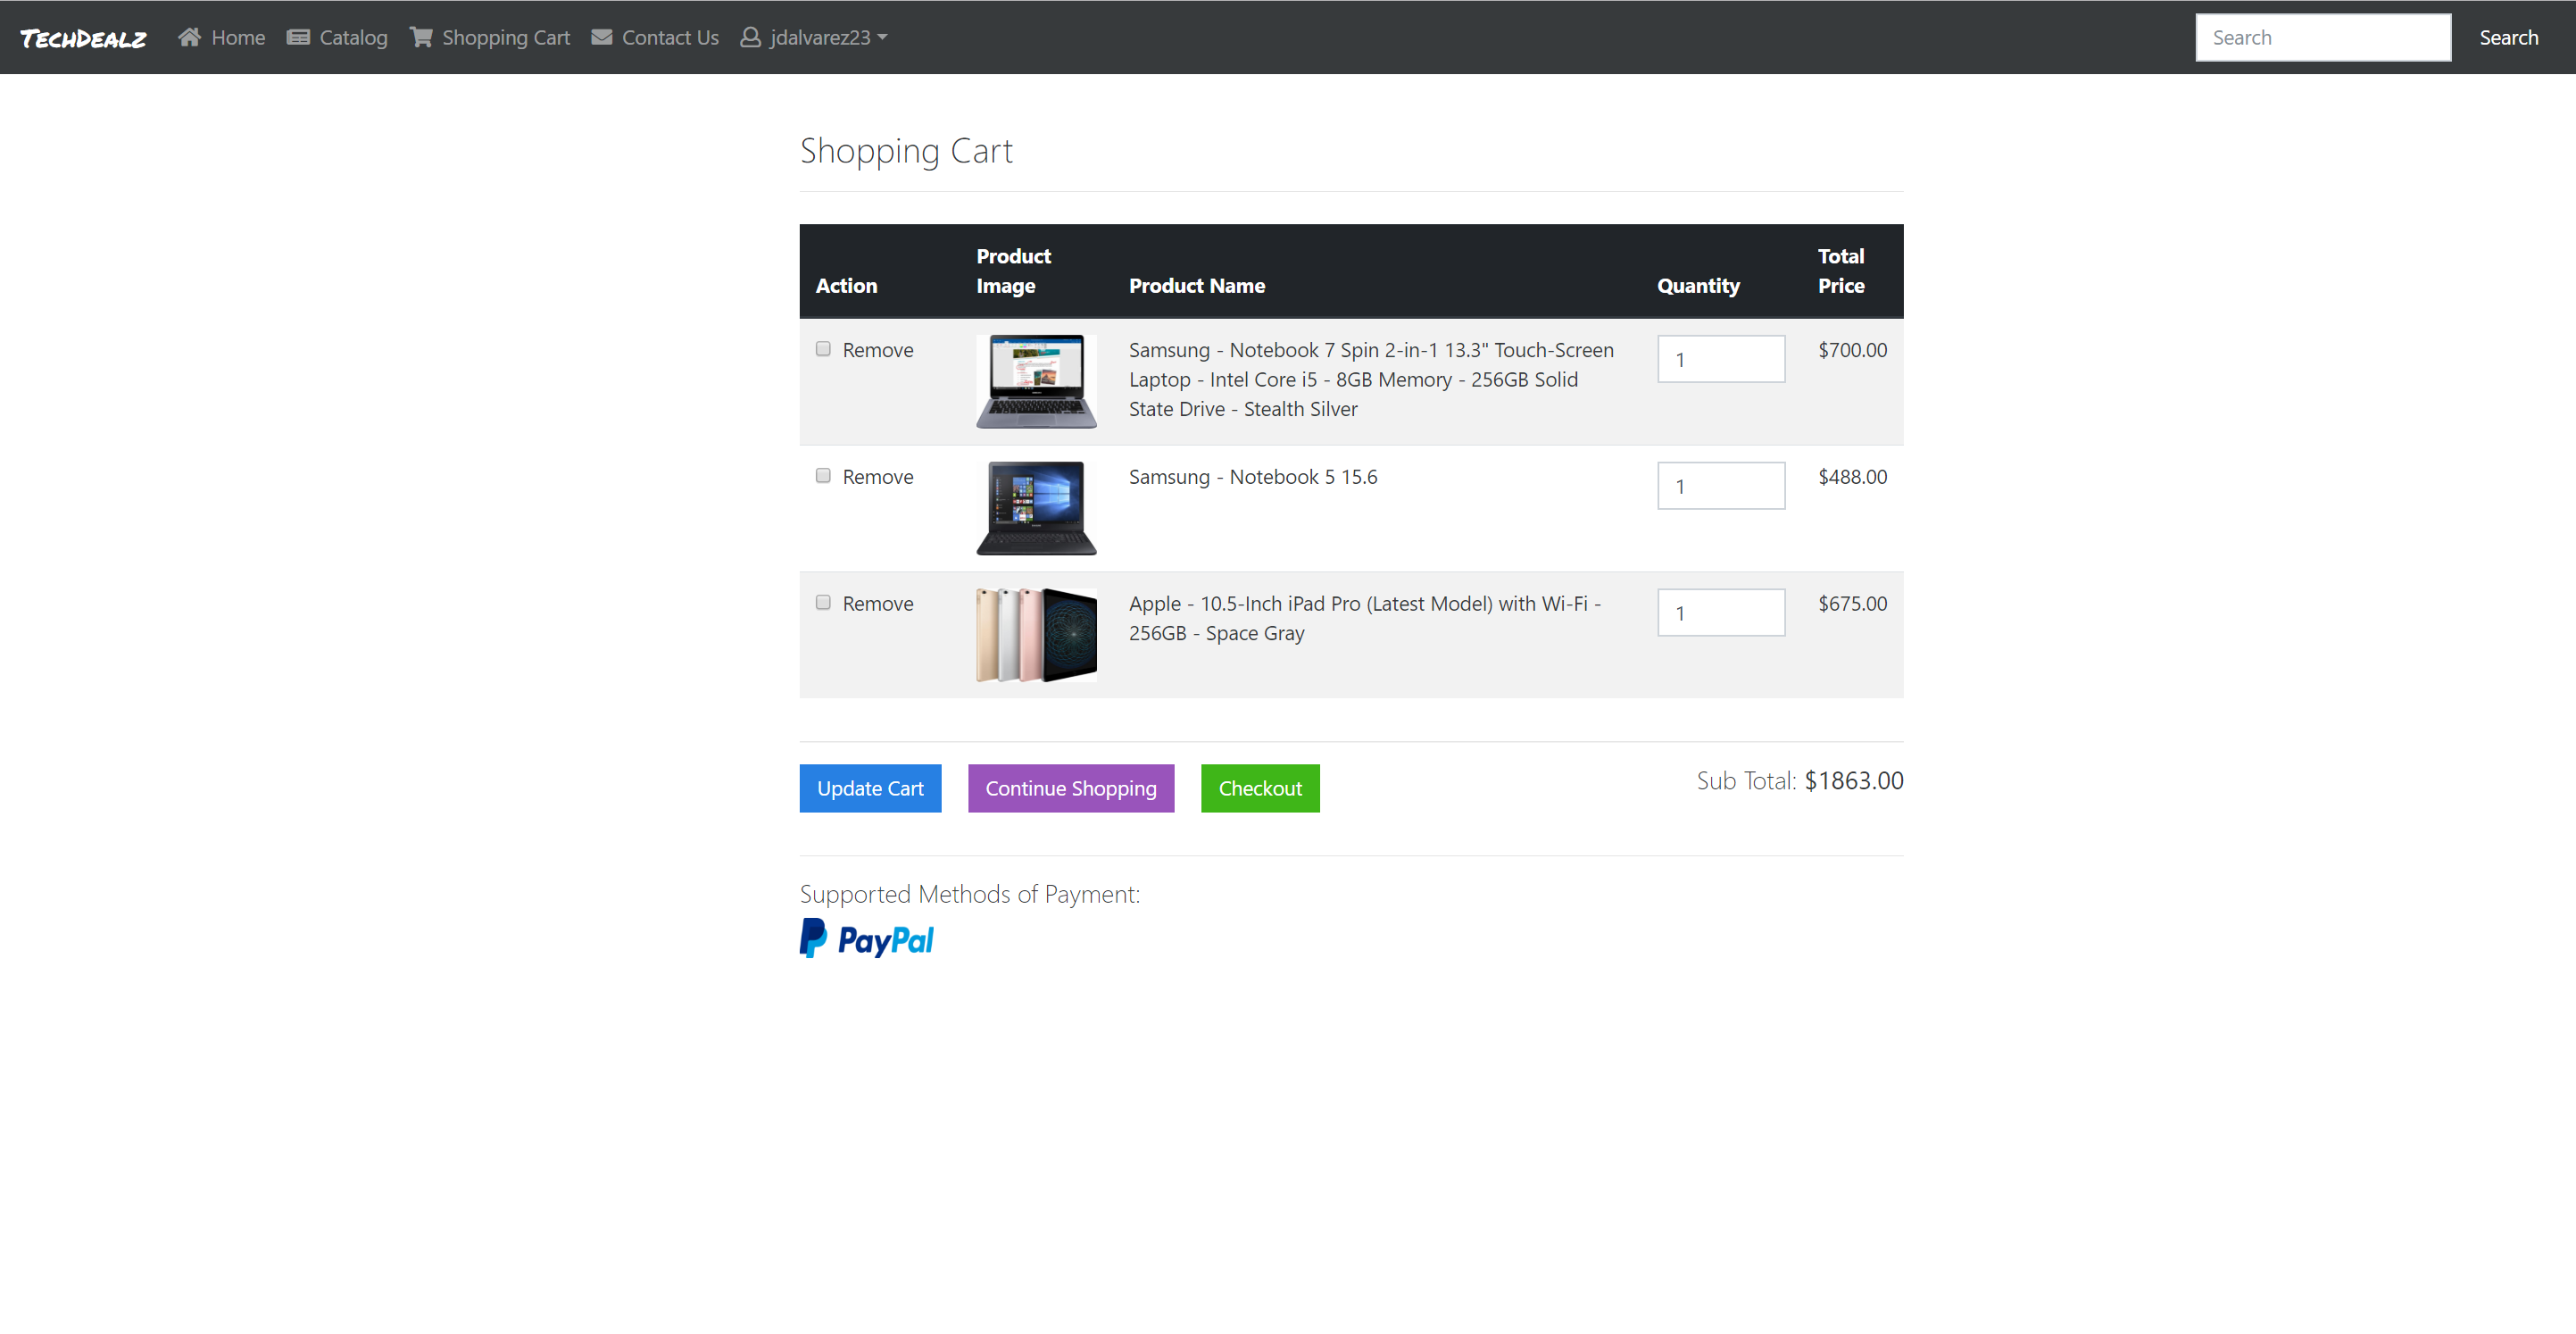 TechDealz Home Catalog Shopping Cart Contact Us jdalvarez23 Search Search
Shopping Cart
Action Product Image Product Name Quantity Total Price
Remove Samsung - Notebook 7 Spin 2-in-1 13.3" Touch-Screen 1 $700.00
Laptop - Intel Core i5 - 8GB Memory - 256GB Solid
State Drive - Stealth Silver
Remove Samsung - Notebook 5 15.6 1 $488.00
Remove Apple - 10.5-Inch iPad Pro (Latest Model) with Wi-Fi - 1 $675.00
256GB - Space Gray
Update Cart Continue Shopping Checkout Sub Total: $1863.00
Supported Methods of Payment:
PayPal